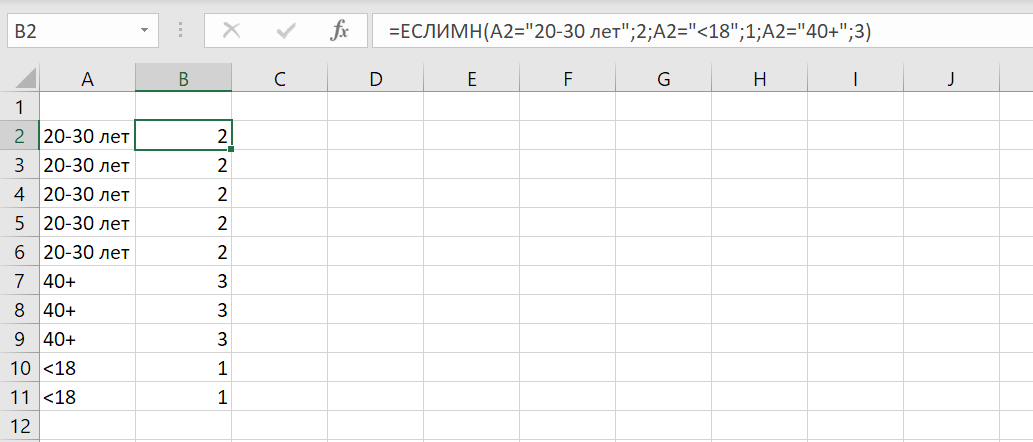 B2 fx =ЕСЛИМН(A2="20-30 лет";2;A2="<18";1;A2="40+";3)
A B C D E F G H I J
1
2 20-30 лет 2
3 20-30 лет 2
4 20-30 лет 2
5 20-30 лет 2
6 20-30 лет 2
7 40+ 3
8 40+ 3
9 40+ 3
10 <18 1
11 <18 1
12